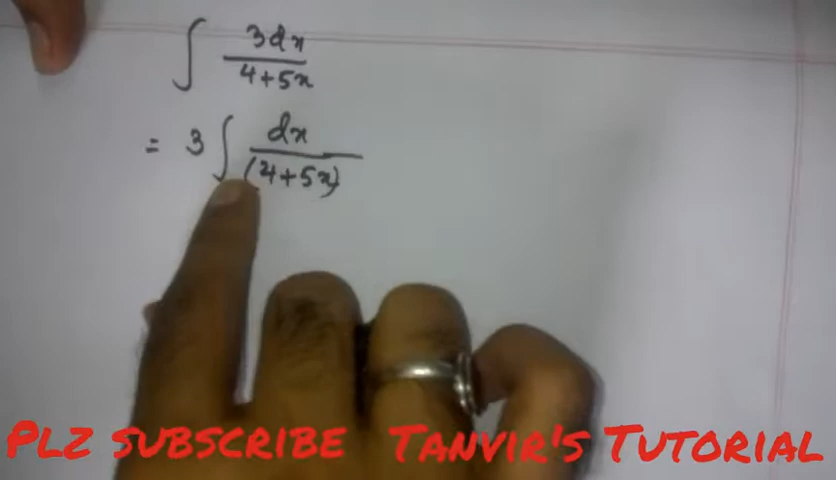 ∫ 3dx / 4+5x
= 3 ∫ dx / (4+5x)
PLZ SUBSCRIBE TANVIR'S TUTORIAL